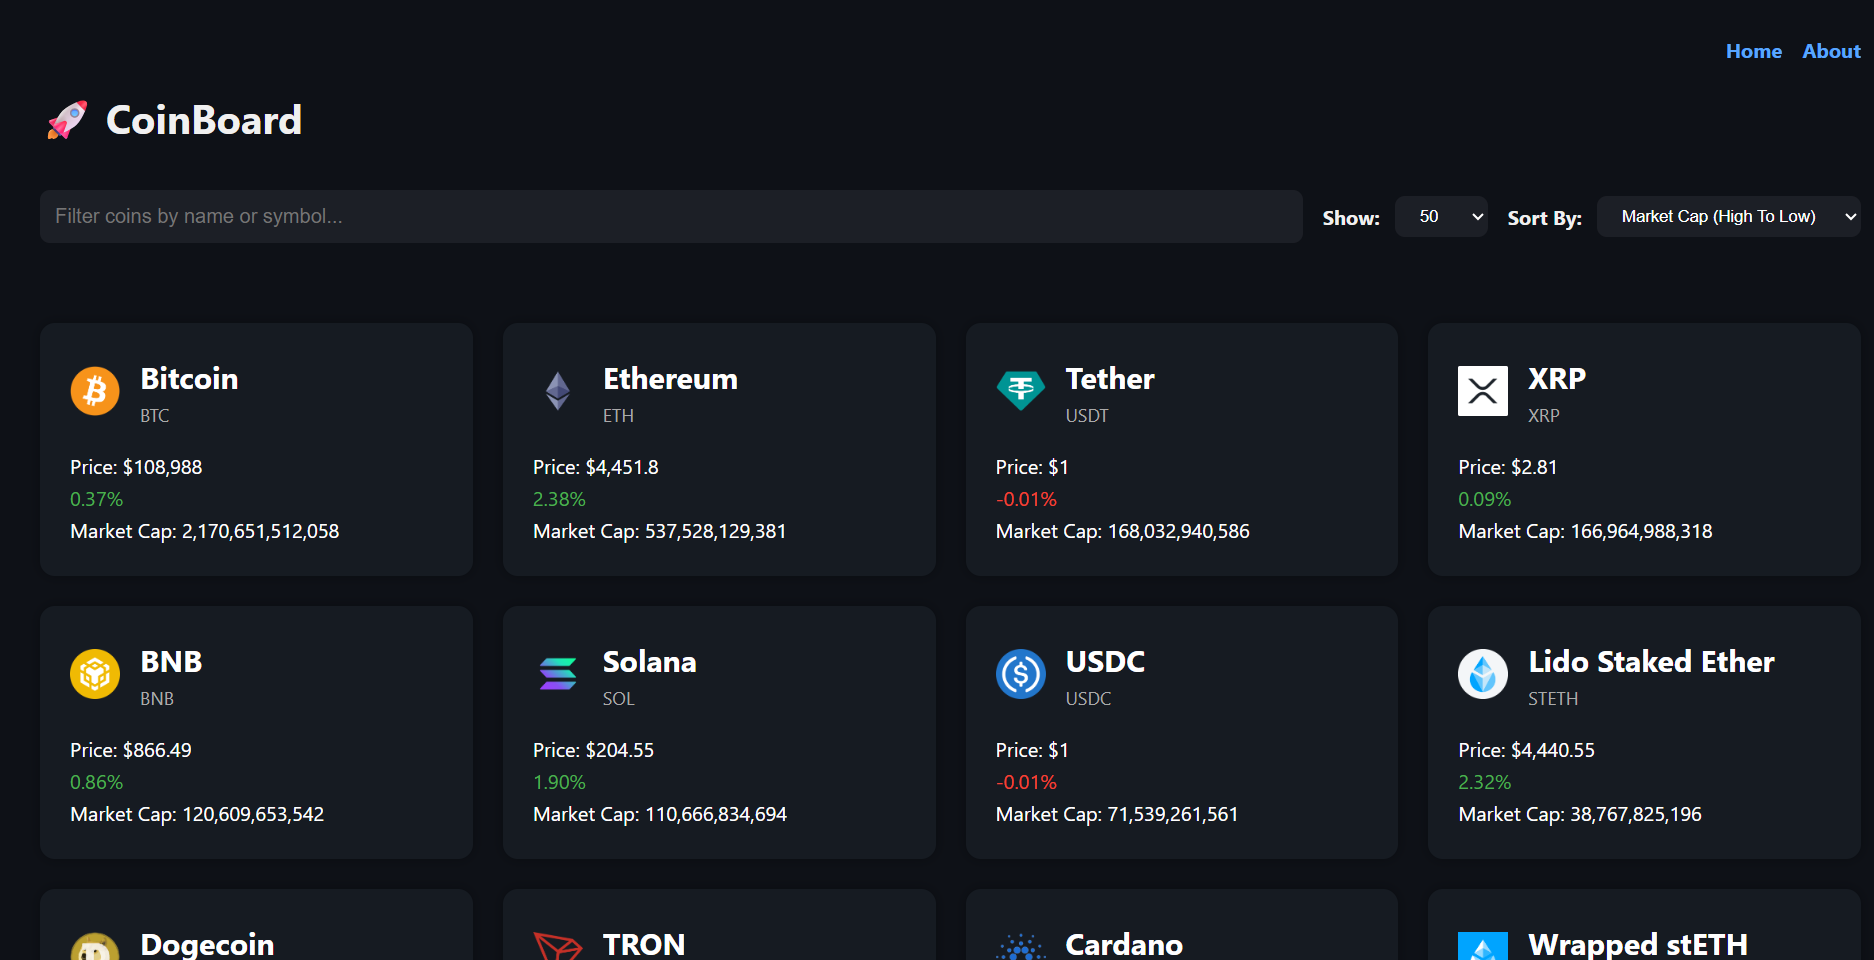 Home About
🚀 CoinBoard
Filter coins by name or symbol...
Show: 50 Sort By: Market Cap (High To Low)
Bitcoin
BTC
Price: $108,988
0.37%
Market Cap: 2,170,651,512,058
Ethereum
ETH
Price: $4,451.8
2.38%
Market Cap: 537,528,129,381
Tether
USDT
Price: $1
-0.01%
Market Cap: 168,032,940,586
XRP
XRP
Price: $2.81
0.09%
Market Cap: 166,964,988,318
BNB
BNB
Price: $866.49
0.86%
Market Cap: 120,609,653,542
Solana
SOL
Price: $204.55
1.90%
Market Cap: 110,666,834,694
USDC
USDC
Price: $1
-0.01%
Market Cap: 71,539,261,561
Lido Staked Ether
STETH
Price: $4,440.55
2.32%
Market Cap: 38,767,825,196
Dogecoin
TRON
Cardano
Wrapped stETH